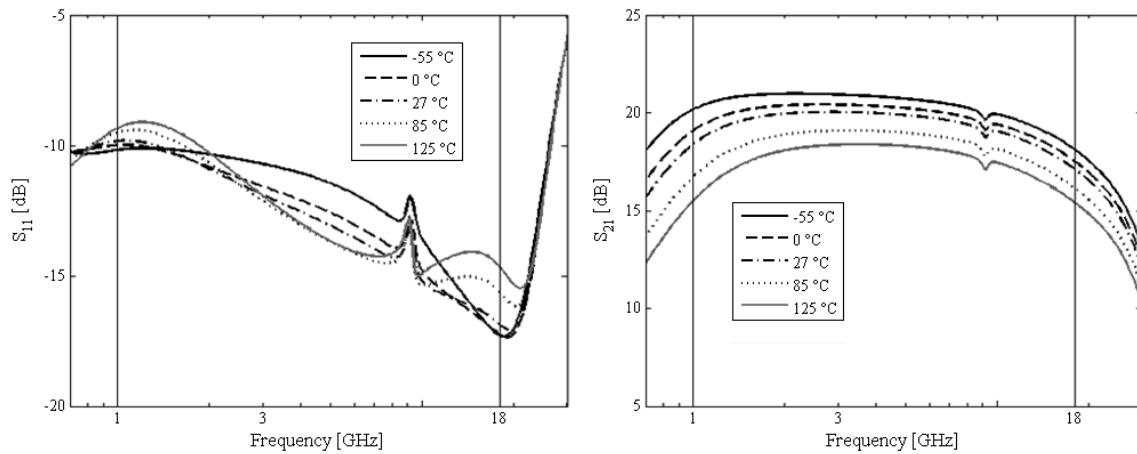 -5
-10
-15
-20
S11 [dB]
-55 °C
0 °C
27 °C
85 °C
125 °C
1
3
18
Frequency [GHz]
25
20
15
10
5
S21 [dB]
-55 °C
0 °C
27 °C
85 °C
125 °C
1
3
18
Frequency [GHz]